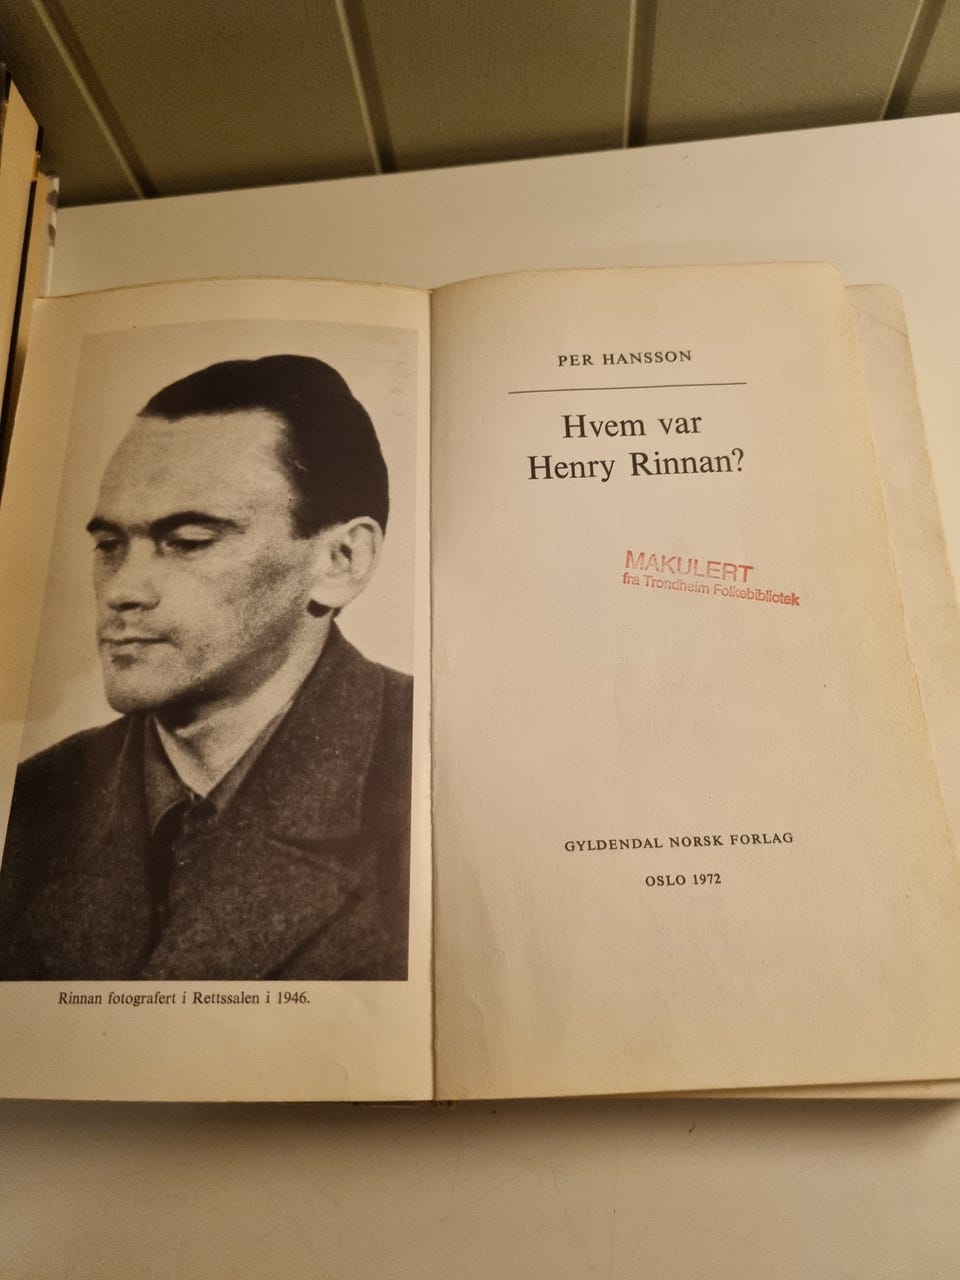 Rinnan fotografert i Rettssalen i 1946.
PER HANSSON
Hvem var
Henry Rinnan?
MAKULERT
fra Trondheim Folkebibliotek
GYLDENDAL NORSK FORLAG
OSLO 1972